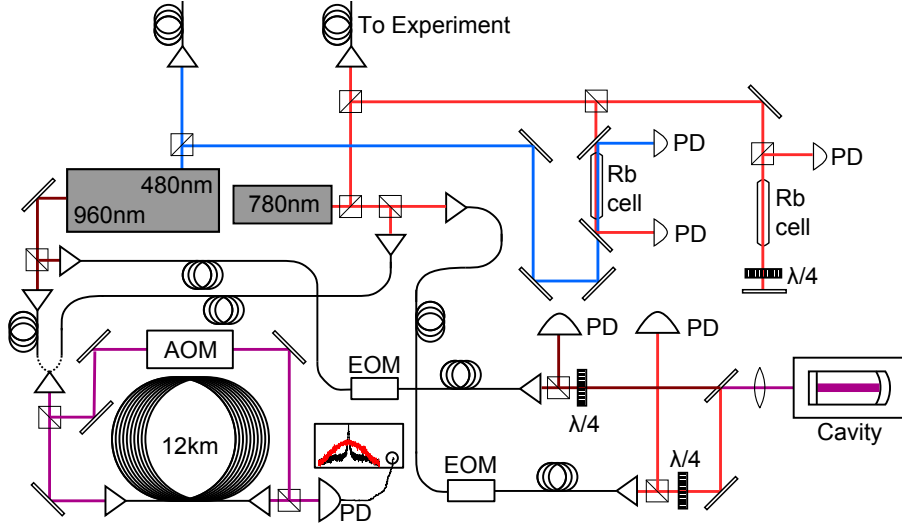 To Experiment
PD
PD
480nm
960nm
780nm
Rb
cell
Rb
cell
PD
λ/4
AOM
EOM
PD
PD
λ/4
12km
EOM
λ/4
Cavity
PD